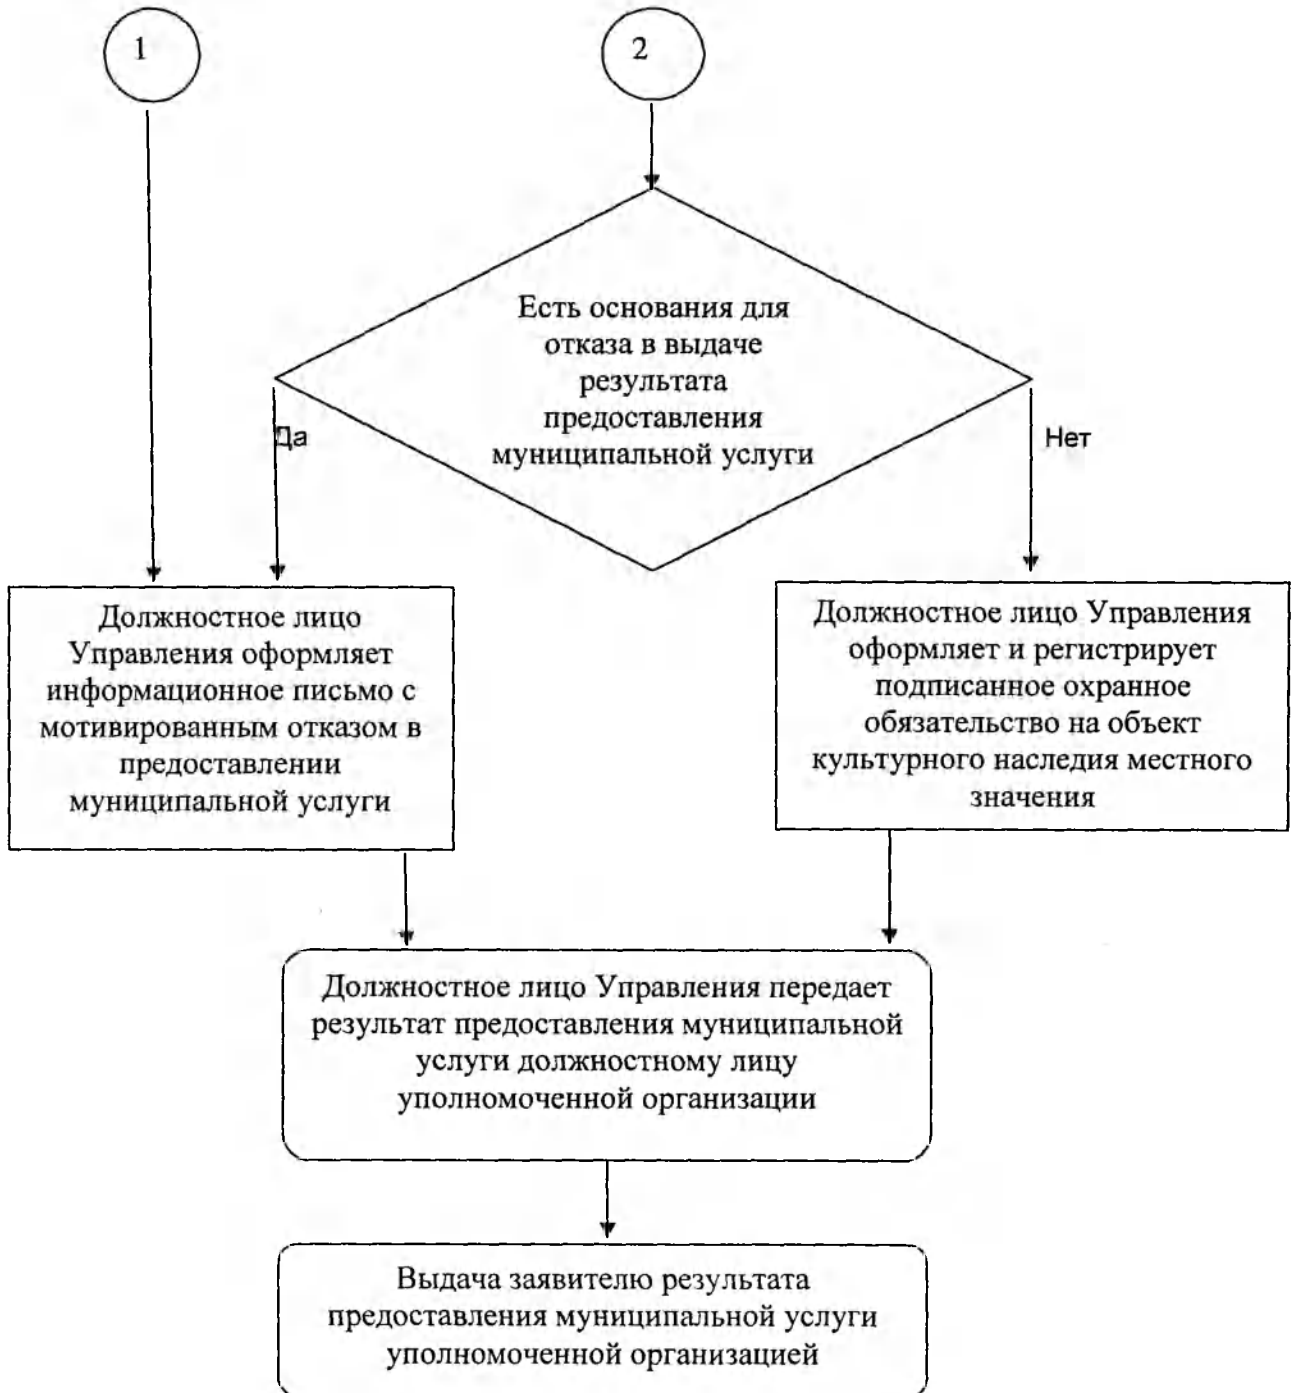 1
2
Есть основания для
отказа в выдаче
результата
предоставления
муниципальной услуги
Да
Нет
Должностное лицо
Управления оформляет
информационное письмо с
мотивированным отказом в
предоставлении
муниципальной услуги
Должностное лицо Управления
оформляет и регистрирует
подписанное охранное
обязательство на объект
культурного наследия местного
значения
Должностное лицо Управления передает
результат предоставления муниципальной
услуги должностному лицу
уполномоченной организации
Выдача заявителю результата
предоставления муниципальной услуги
уполномоченной организацией